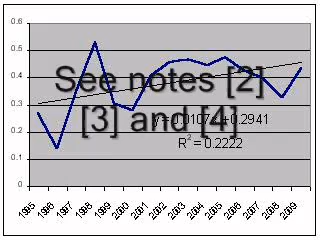 0.6
0.5
0.4
0.3
0.2
0.1
0
See notes [2]
[3] and [4]
y = 0.0107x + 0.2941
R² = 0.2222
1995 1996 1997 1998 1999 2000 2001 2002 2003 2004 2005 2006 2007 2008 2009